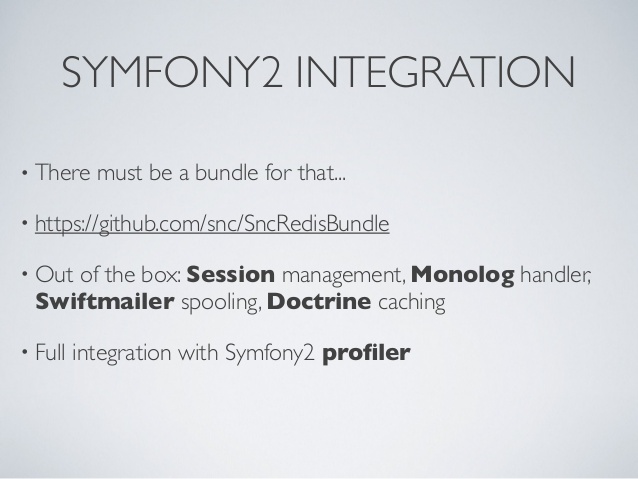 SYMFONY2 INTEGRATION
• There must be a bundle for that...
• https://github.com/snc/SncRedisBundle
• Out of the box: Session management, Monolog handler,
Swiftmailer spooling, Doctrine caching
• Full integration with Symfony2 profiler